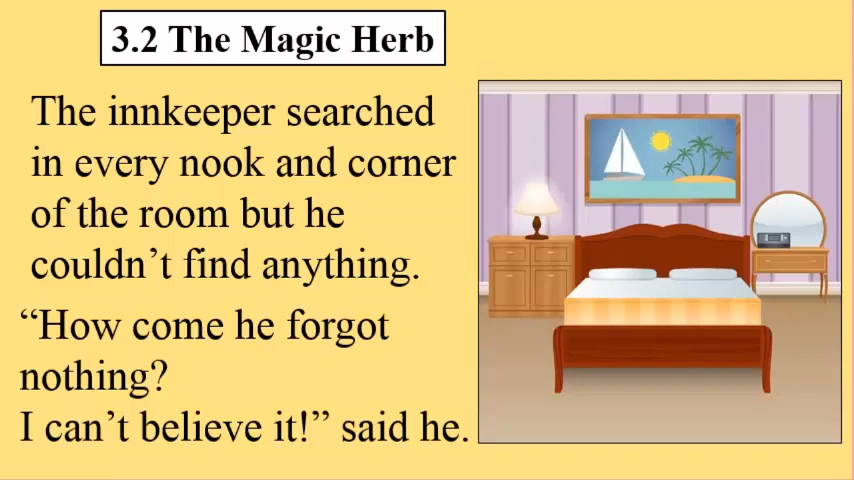 3.2 The Magic Herb
The innkeeper searched
in every nook and corner
of the room but he
couldn’t find anything.
“How come he forgot
nothing?
I can’t believe it!” said he.